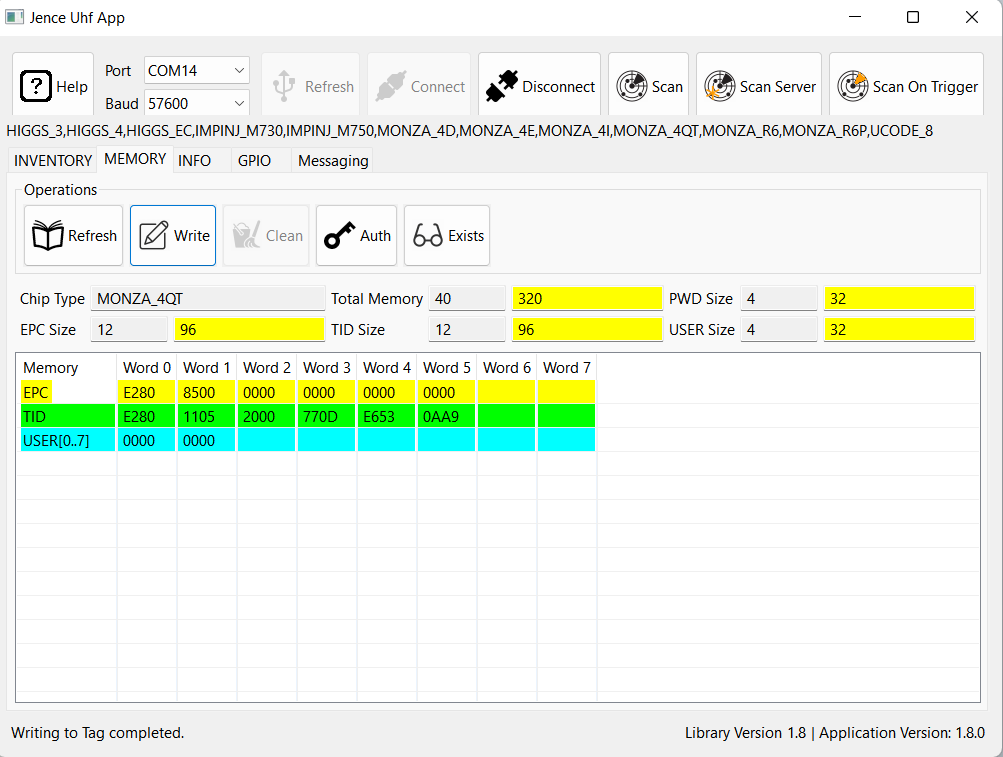 Jence Uhf App
Help Port COM14 Refresh Connect Disconnect Scan Scan Server Scan On Trigger
Baud 57600
HIGGS_3,HIGGS_4,HIGGS_EC,IMPINJ_M730,IMPINJ_M750,MONZA_4D,MONZA_4E,MONZA_4I,MONZA_4QT,MONZA_R6,MONZA_R6P,UCODE_8
INVENTORY MEMORY INFO GPIO Messaging
Operations
Refresh Write Clean Auth Exists
Chip Type MONZA_4QT Total Memory 40 320 PWD Size 4 32
EPC Size 12 96 TID Size 12 96 USER Size 4 32
Memory Word 0 Word 1 Word 2 Word 3 Word 4 Word 5 Word 6 Word 7
EPC E280 8500 0000 0000 0000 0000
TID E280 1105 2000 770D E653 0AA9
USER[0..7] 0000 0000
Writing to Tag completed. Library Version 1.8 | Application Version: 1.8.0